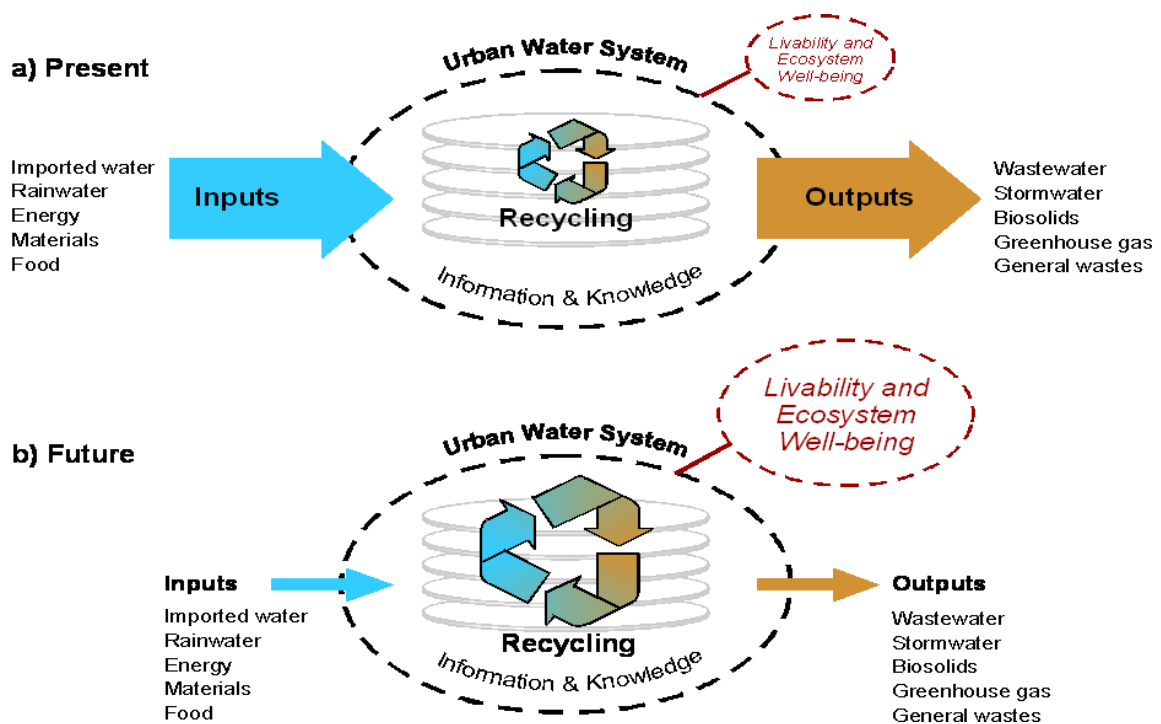 a) Present
Urban Water System
Livability and
Ecosystem
Well-being
Imported water
Rainwater
Energy
Materials
Food
Inputs
Recycling
Information & Knowledge
Outputs
Wastewater
Stormwater
Biosolids
Greenhouse gas
General wastes
b) Future
Urban Water System
Livability and
Ecosystem
Well-being
Inputs
Imported water
Rainwater
Energy
Materials
Food
Recycling
Information & Knowledge
Outputs
Wastewater
Stormwater
Biosolids
Greenhouse gas
General wastes